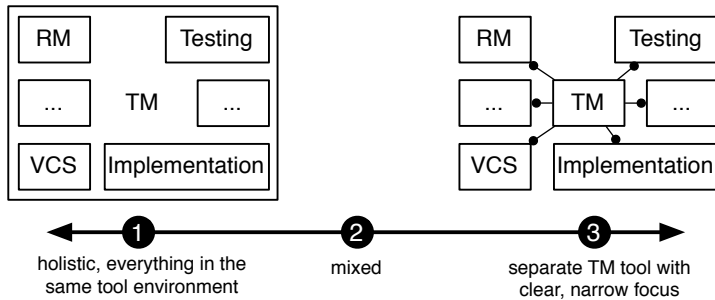 RM Testing
... TM ...
VCS Implementation
RM Testing
... TM ...
VCS Implementation
1 2 3
holistic, everything in the
same tool environment
mixed
separate TM tool with
clear, narrow focus